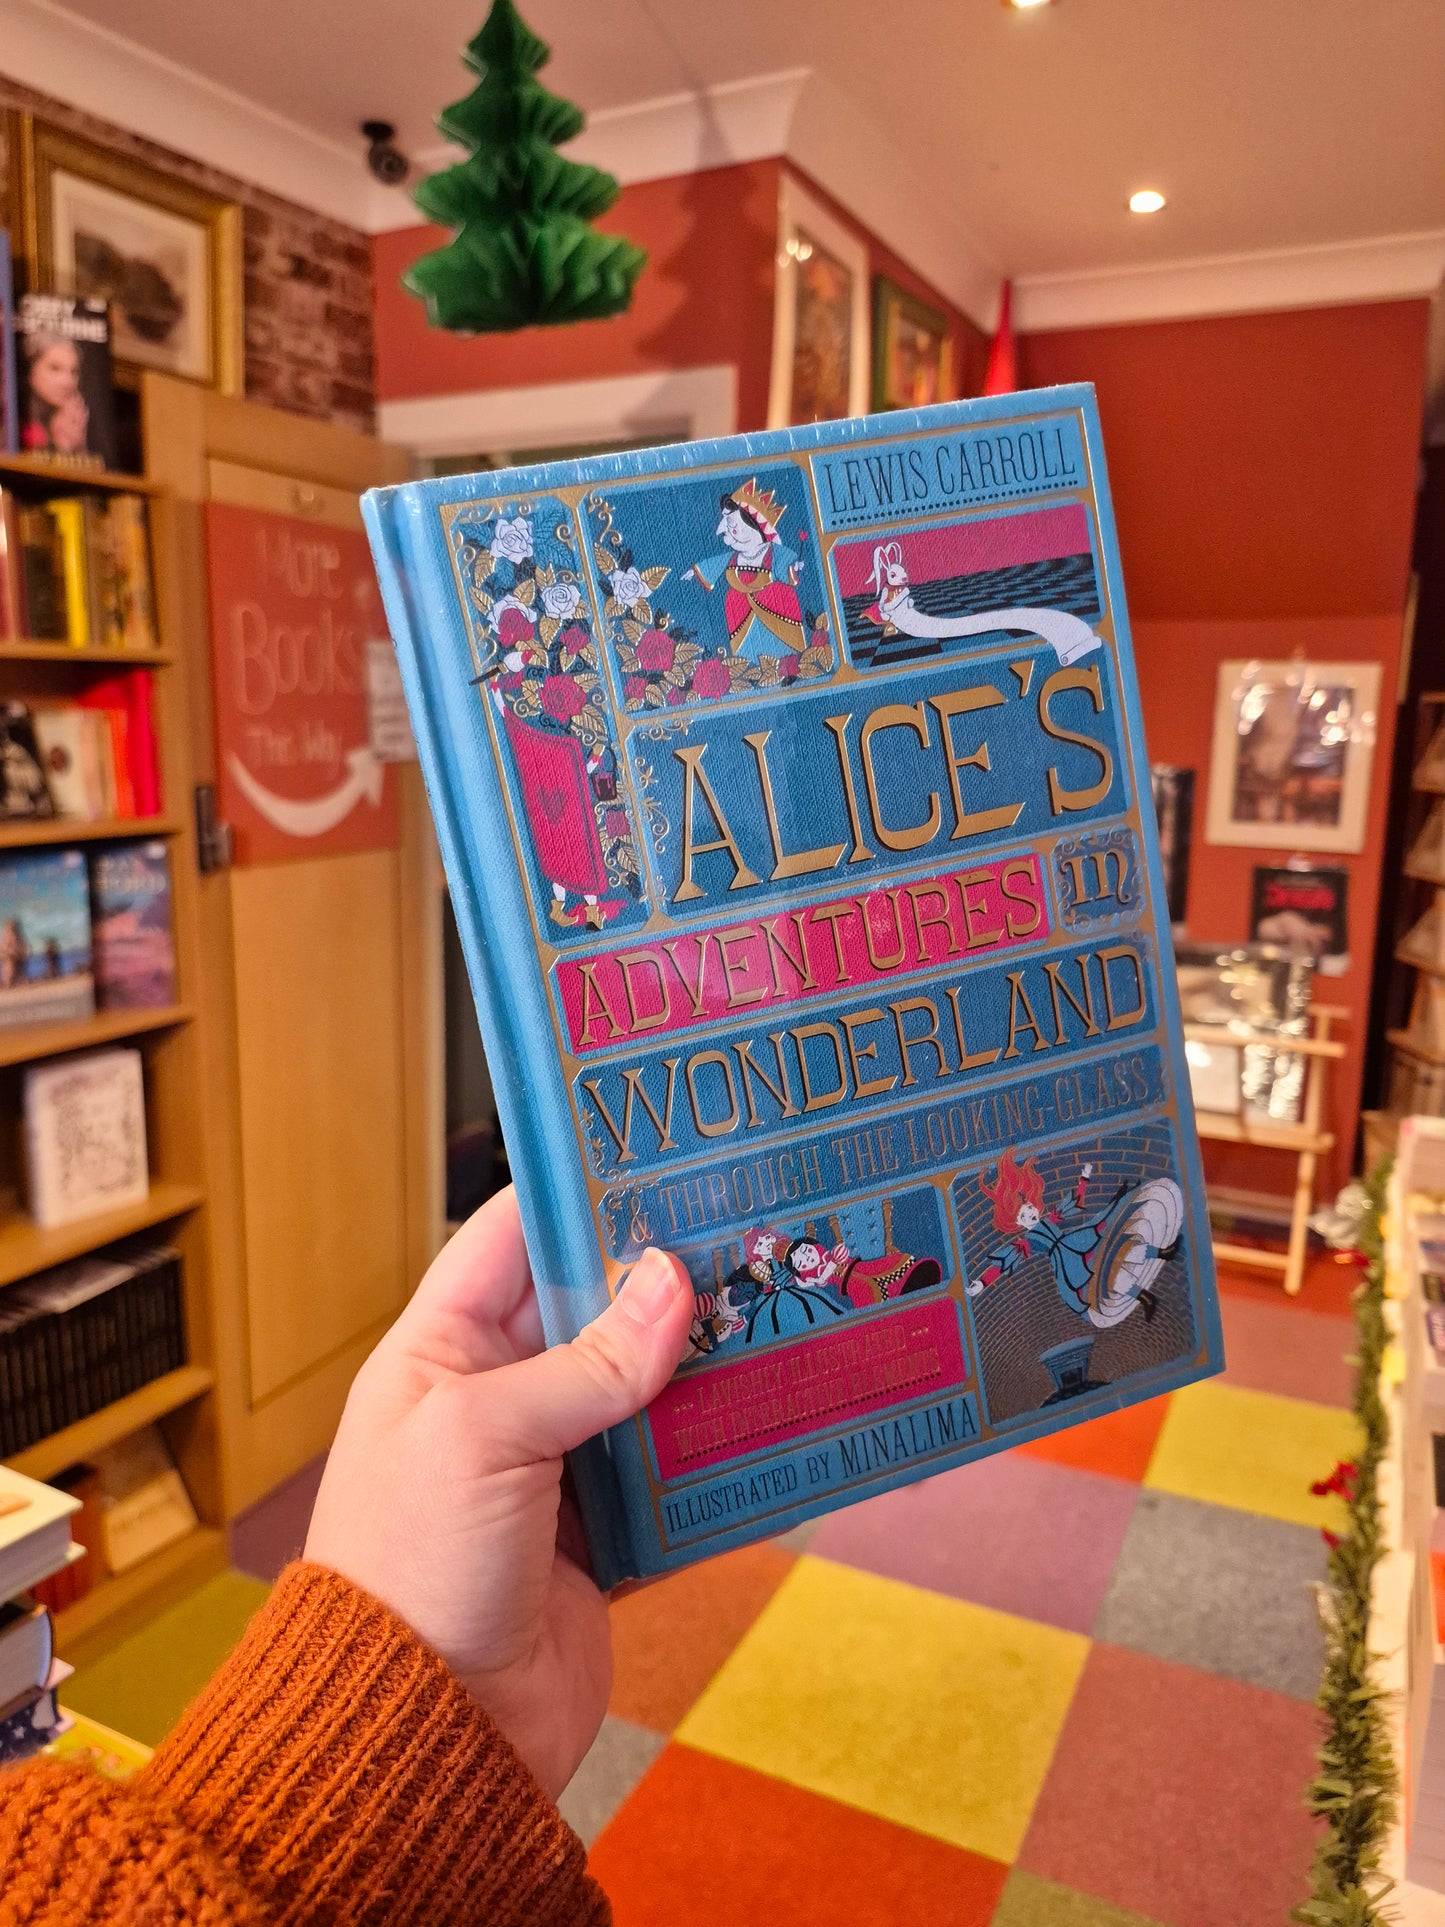 LEWIS CARROLL
ALICE'S
ADVENTURES IN
WONDERLAND
& THROUGH THE LOOKING-GLASS
··· LAVISHLY ILLUSTRATED ···
WITH INTERACTIVE ELEMENTS
ILLUSTRATED BY MINALIMA
More
Books
This Way